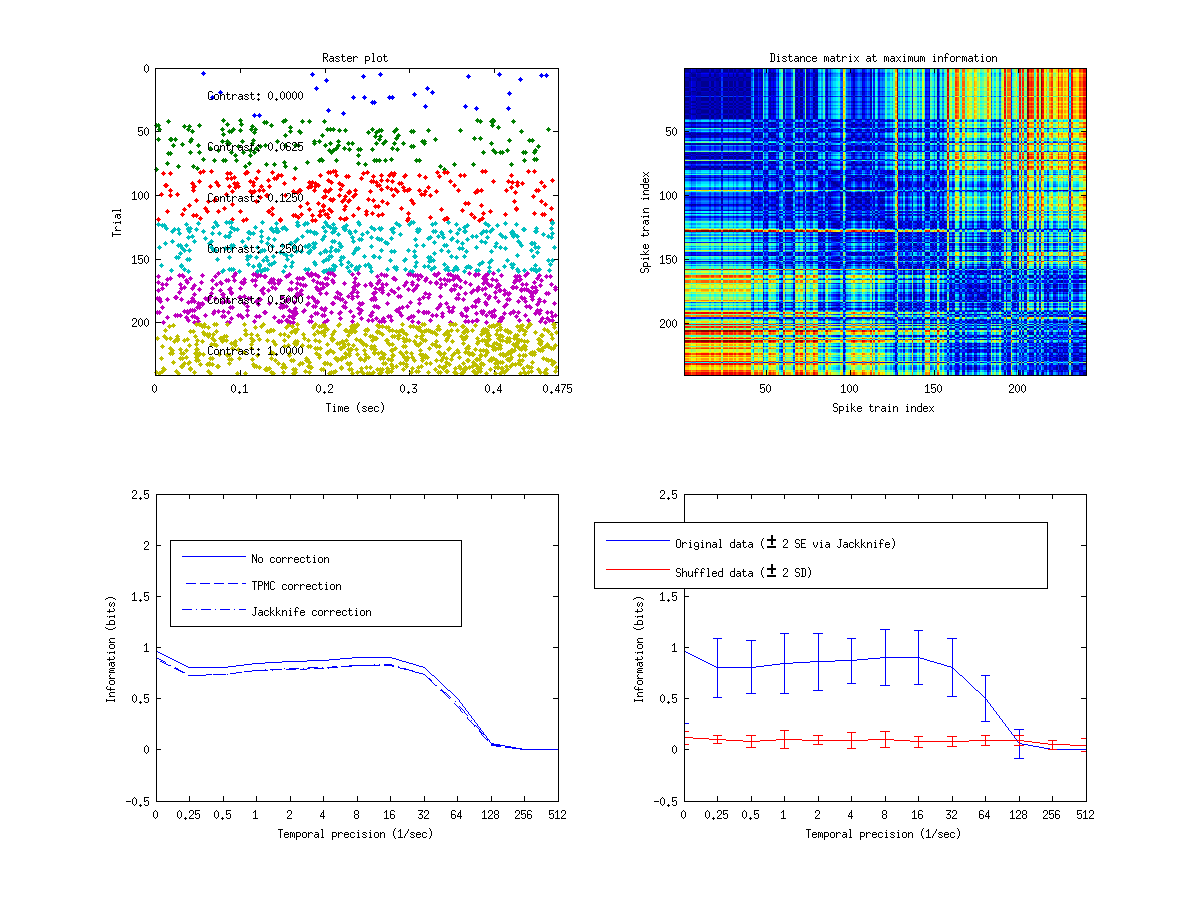 Raster plot
0
50
100
150
200
Trial
Contrast: 0.0000
Contrast: 0.0625
Contrast: 0.1250
Contrast: 0.2500
Contrast: 0.5000
Contrast: 1.0000
0 0.1 0.2 0.3 0.4 0.475
Time (sec)
Distance matrix at maximum information
50
100
150
200
Spike train index
50 100 150 200
Spike train index
2.5
2
1.5
1
0.5
0
-0.5
Information (bits)
No correction
TPMC correction
Jackknife correction
0 0.25 0.5 1 2 4 8 16 32 64 128 256 512
Temporal precision (1/sec)
2.5
1.5
1
0.5
0
-0.5
Information (bits)
Original data (± 2 SE via Jackknife)
Shuffled data (± 2 SD)
0 0.25 0.5 1 2 4 8 16 32 64 128 256 512
Temporal precision (1/sec)